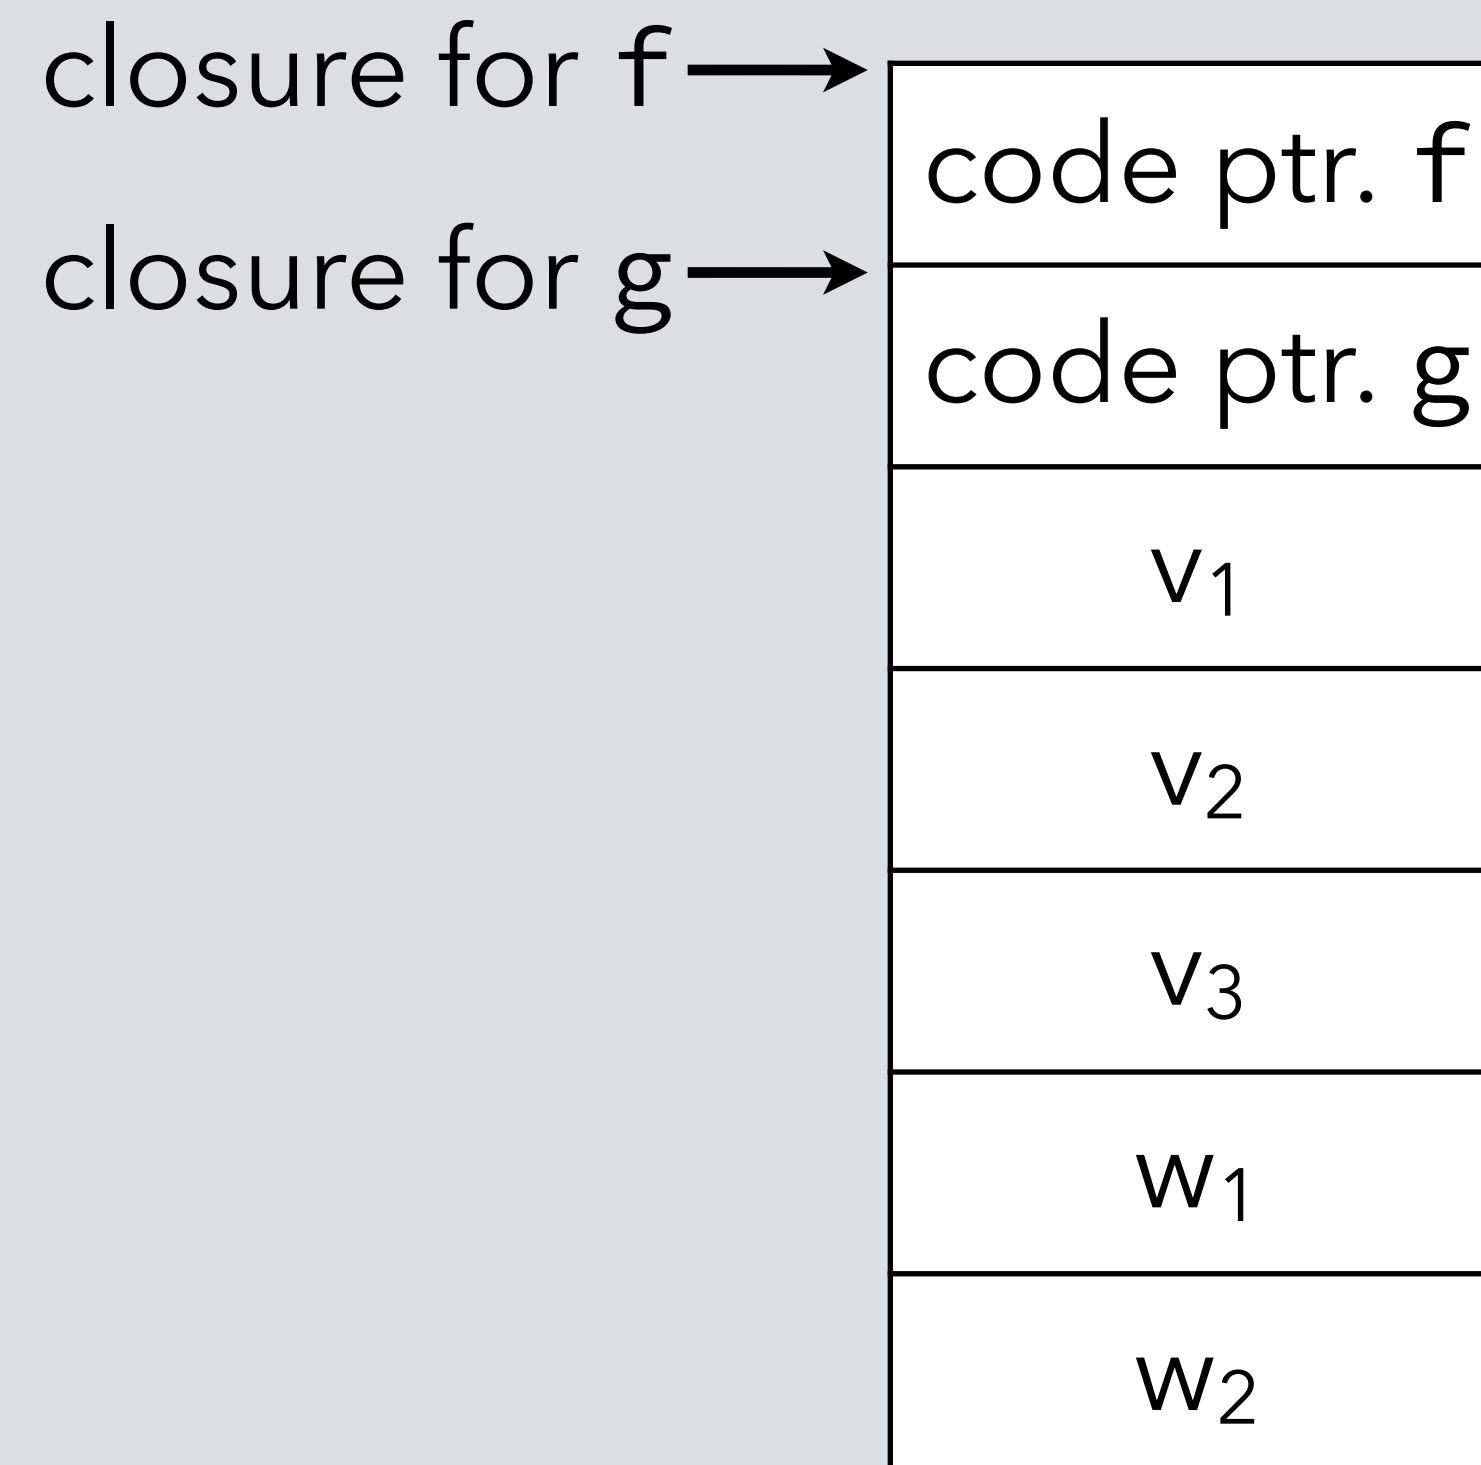 closure for f
code ptr. f
closure for g
code ptr. g
v1
v2
v3
w1
w2